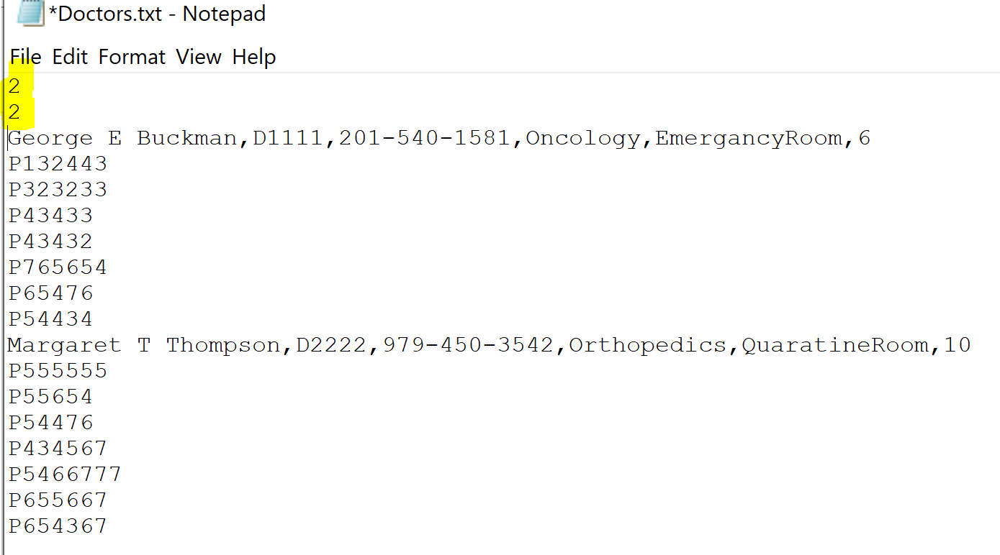 *Doctors.txt - Notepad
File Edit Format View Help
2
2
George E Buckman,D1111,201-540-1581,Oncology,EmergancyRoom,6
P132443
P323233
P43433
P43432
P765654
P65476
P54434
Margaret T Thompson,D2222,979-450-3542,Orthopedics,QuaratineRoom,10
P555555
P55654
P54476
P434567
P5466777
P655667
P654367